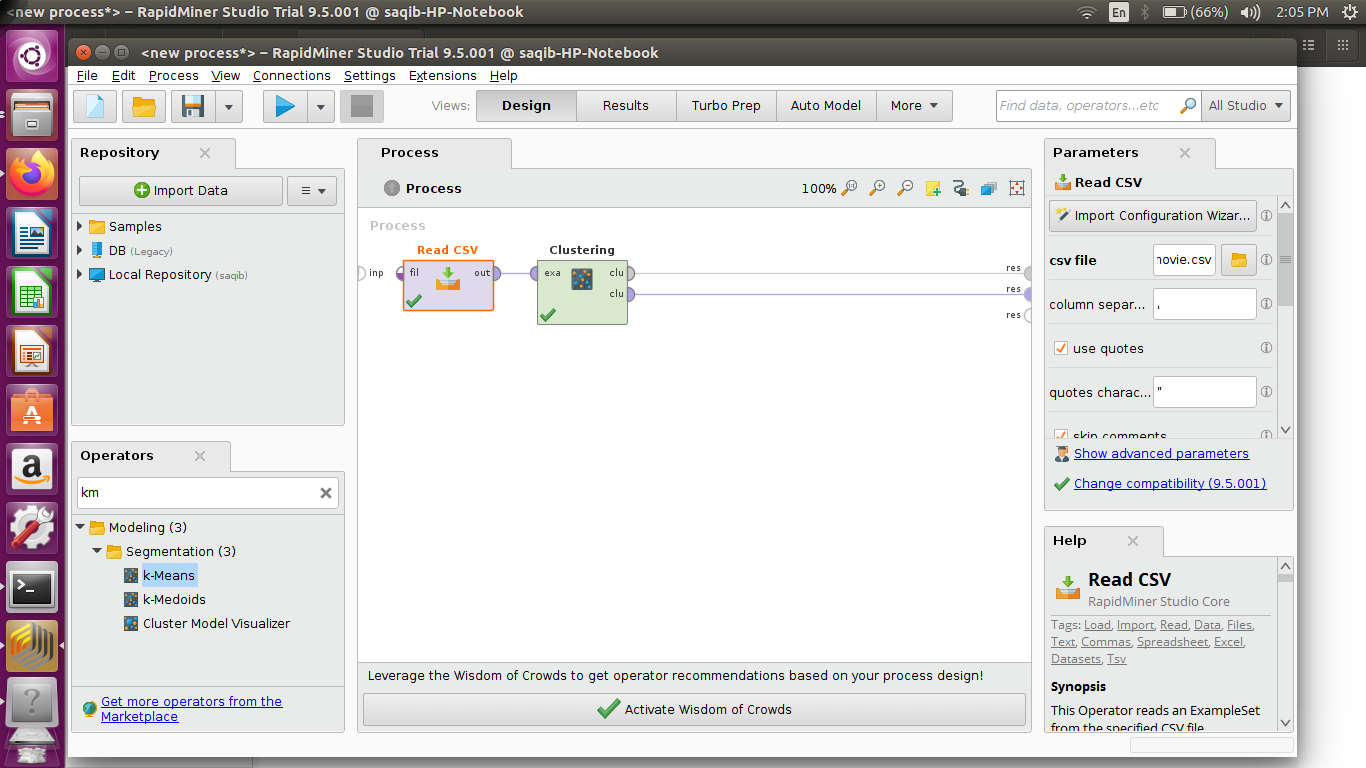 <new process*> – RapidMiner Studio Trial 9.5.001 @ saqib-HP-Notebook
En
(66%)
2:05 PM
<new process*> – RapidMiner Studio Trial 9.5.001 @ saqib-HP-Notebook
File Edit Process View Connections Settings Extensions Help
Views: Design Results Turbo Prep Auto Model More
Find data, operators...etc
All Studio
Repository
Import Data
Samples
DB (Legacy)
Local Repository (saqib)
Operators
km
Modeling (3)
Segmentation (3)
k-Means
k-Medoids
Cluster Model Visualizer
Get more operators from the
Marketplace
Process
Process
100%
Process
Read CSV
Clustering
inp
fil
out
exa
clu
clu
res
res
res
Leverage the Wisdom of Crowds to get operator recommendations based on your process design!
Activate Wisdom of Crowds
Parameters
Read CSV
Import Configuration Wizar...
csv file
novie.csv
column separ...
,
use quotes
quotes charac...
"
skip comments
Show advanced parameters
Change compatibility (9.5.001)
Help
Read CSV
RapidMiner Studio Core
Tags: Load, Import, Read, Data, Files,
Text, Commas, Spreadsheet, Excel,
Datasets, Tsv
Synopsis
This Operator reads an ExampleSet
from the specified CSV file.